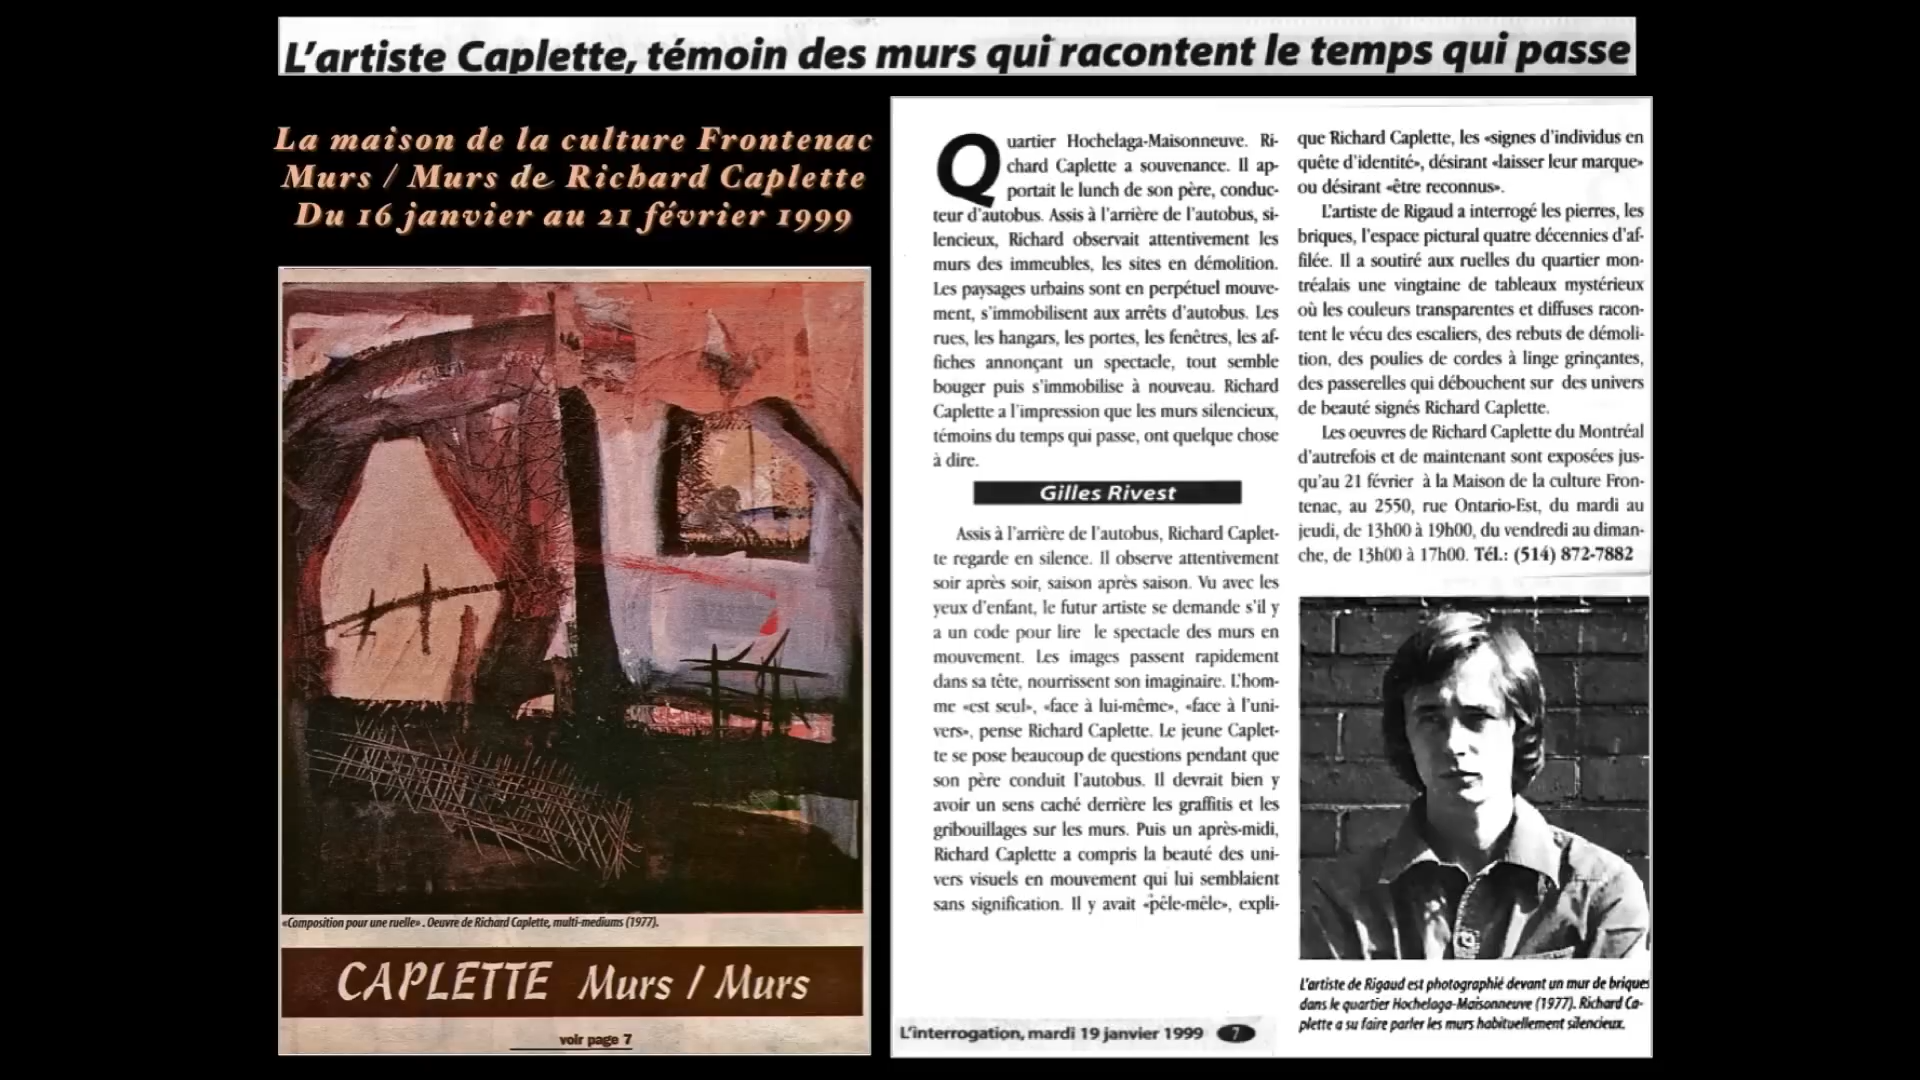 L'artiste Caplette, témoin des murs qui racontent le temps qui passe
La maison de la culture Frontenac
Murs / Murs de Richard Caplette
Du 16 janvier au 21 février 1999
«Composition pour une ruelle» . Oeuvre de Richard Caplette, multi-mediums (1977).
CAPLETTE Murs / Murs
voir page 7
Quartier Hochelaga-Maisonneuve. Ri-
chard Caplette a souvenance. Il ap-
portait le lunch de son père, conduc-
teur d'autobus. Assis à l'arrière de l'autobus, si-
lencieux, Richard observait attentivement les
murs des immeubles, les sites en démolition.
Les paysages urbains sont en perpétuel mouve-
ment, s'immobilisent aux arrêts d'autobus. Les
rues, les hangars, les portes, les fenêtres, les af-
fiches annonçant un spectacle, tout semble
bouger puis s'immobilise à nouveau. Richard
Caplette a l'impression que les murs silencieux,
témoins du temps qui passe, ont quelque chose
à dire.
Gilles Rivest
Assis à l'arrière de l'autobus, Richard Caplet-
te regarde en silence. Il observe attentivement
soir après soir, saison après saison. Vu avec les
yeux d'enfant, le futur artiste se demande s'il y
a un code pour lire le spectacle des murs en
mouvement. Les images passent rapidement
dans sa tête, nourrissent son imaginaire. L'hom-
me «est seul», «face à lui-même», «face à l'uni-
vers», pense Richard Caplette. Le jeune Caplet-
te se pose beaucoup de questions pendant que
son père conduit l'autobus. Il devrait bien y
avoir un sens caché derrière les graffitis et les
gribouillages sur les murs. Puis un après-midi,
Richard Caplette a compris la beauté des uni-
vers visuels en mouvement qui lui semblaient
sans signification. Il y avait «pêle-mêle», expli-
que Richard Caplette, les «signes d'individus en
quête d'identité», désirant «laisser leur marque»
ou désirant «être reconnus».
L'artiste de Rigaud a interrogé les pierres, les
briques, l'espace pictural quatre décennies d'af-
filée. Il a soutiré aux ruelles du quartier mon-
tréalais une vingtaine de tableaux mystérieux
où les couleurs transparentes et diffuses racon-
tent le vécu des escaliers, des rebuts de démoli-
tion, des poulies de cordes à linge grinçantes,
des passerelles qui débouchent sur des univers
de beauté signés Richard Caplette.
Les oeuvres de Richard Caplette du Montréal
d'autrefois et de maintenant sont exposées jus-
qu'au 21 février à la Maison de la culture Fron-
tenac, au 2550, rue Ontario-Est, du mardi au
jeudi, de 13h00 à 19h00, du vendredi au diman-
che, de 13h00 à 17h00. Tél.: (514) 872-7882
L'artiste de Rigaud est photographié devant un mur de briques
dans le quartier Hochelaga-Maisonneuve (1977). Richard Ca-
plette a su faire parler les murs habituellement silencieux.
L'interrogation, mardi 19 janvier 1999 7